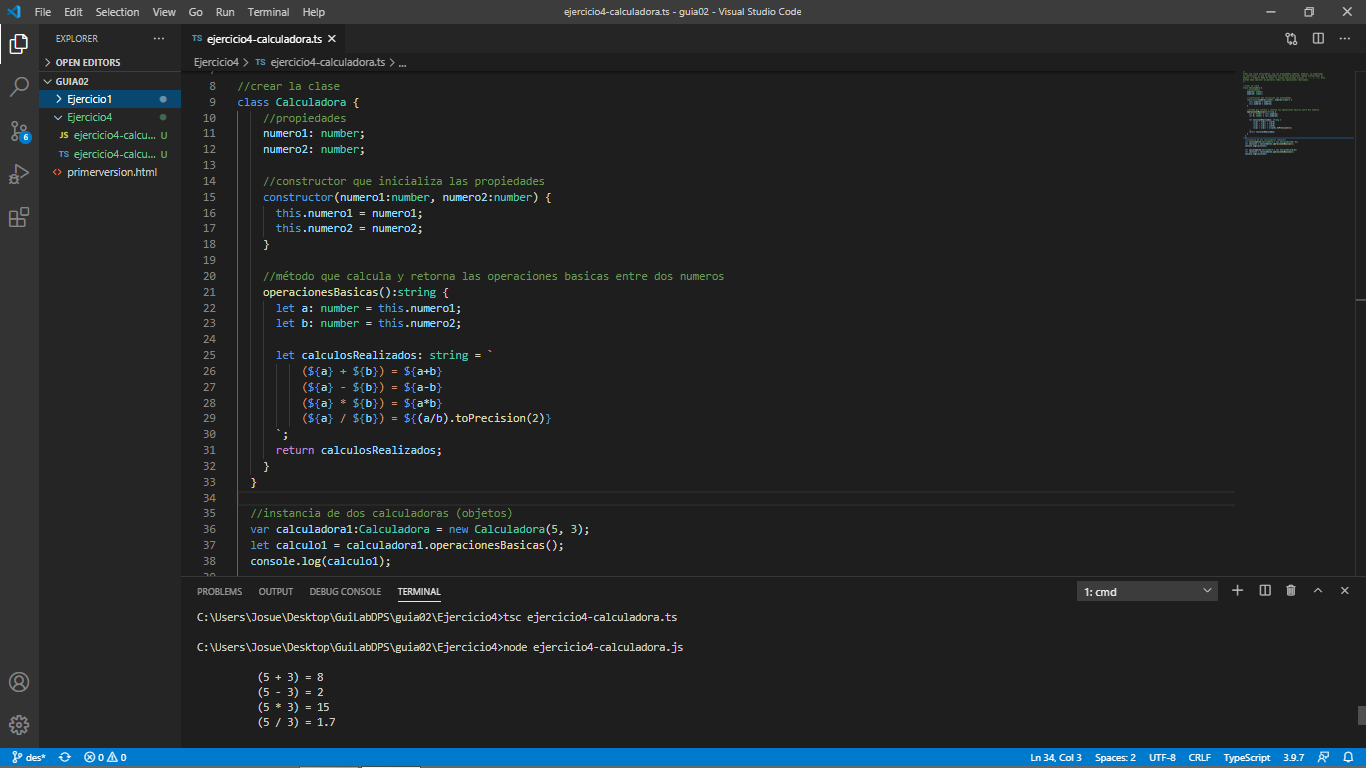 File Edit Selection View Go Run Terminal Help
ejercicio4-calculadora.ts - guia02 - Visual Studio Code
EXPLORER
OPEN EDITORS
GUIA02
Ejercicio1
Ejercicio4
JS ejercicio4-calcu... U
TS ejercicio4-calcu... U
<> primerversion.html
6
TS ejercicio4-calculadora.ts
Ejercicio4 > TS ejercicio4-calculadora.ts > ...
8 //crear la clase
9 class Calculadora {
10 //propiedades
11 numero1: number;
12 numero2: number;
13
14 //constructor que inicializa las propiedades
15 constructor(numero1:number, numero2:number) {
16 this.numero1 = numero1;
17 this.numero2 = numero2;
18 }
19
20 //método que calcula y retorna las operaciones basicas entre dos numeros
21 operacionesBasicas():string {
22 let a: number = this.numero1;
23 let b: number = this.numero2;
24
25 let calculosRealizados: string = `
26 (${a} + ${b}) = ${a+b}
27 (${a} - ${b}) = ${a-b}
28 (${a} * ${b}) = ${a*b}
29 (${a} / ${b}) = ${(a/b).toPrecision(2)}
30 `;
31 return calculosRealizados;
32 }
33 }
34
35 //instancia de dos calculadoras (objetos)
36 var calculadora1:Calculadora = new Calculadora(5, 3);
37 let calculo1 = calculadora1.operacionesBasicas();
38 console.log(calculo1);
PROBLEMS OUTPUT DEBUG CONSOLE TERMINAL
1: cmd
C:\Users\Josue\Desktop\GuiLabDPS\guia02\Ejercicio4>tsc ejercicio4-calculadora.ts
C:\Users\Josue\Desktop\GuiLabDPS\guia02\Ejercicio4>node ejercicio4-calculadora.js
(5 + 3) = 8
(5 - 3) = 2
(5 * 3) = 15
(5 / 3) = 1.7
des* 0 0
Ln 34, Col 3 Spaces: 2 UTF-8 CRLF TypeScript 3.9.7